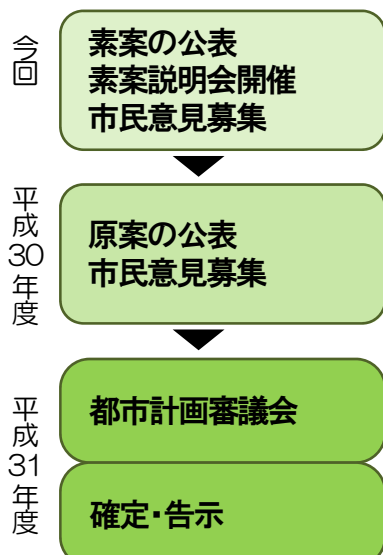 今回
素案の公表
素案説明会開催
市民意見募集
平成30年度
原案の公表
市民意見募集
平成31年度
都市計画審議会
確定・告示